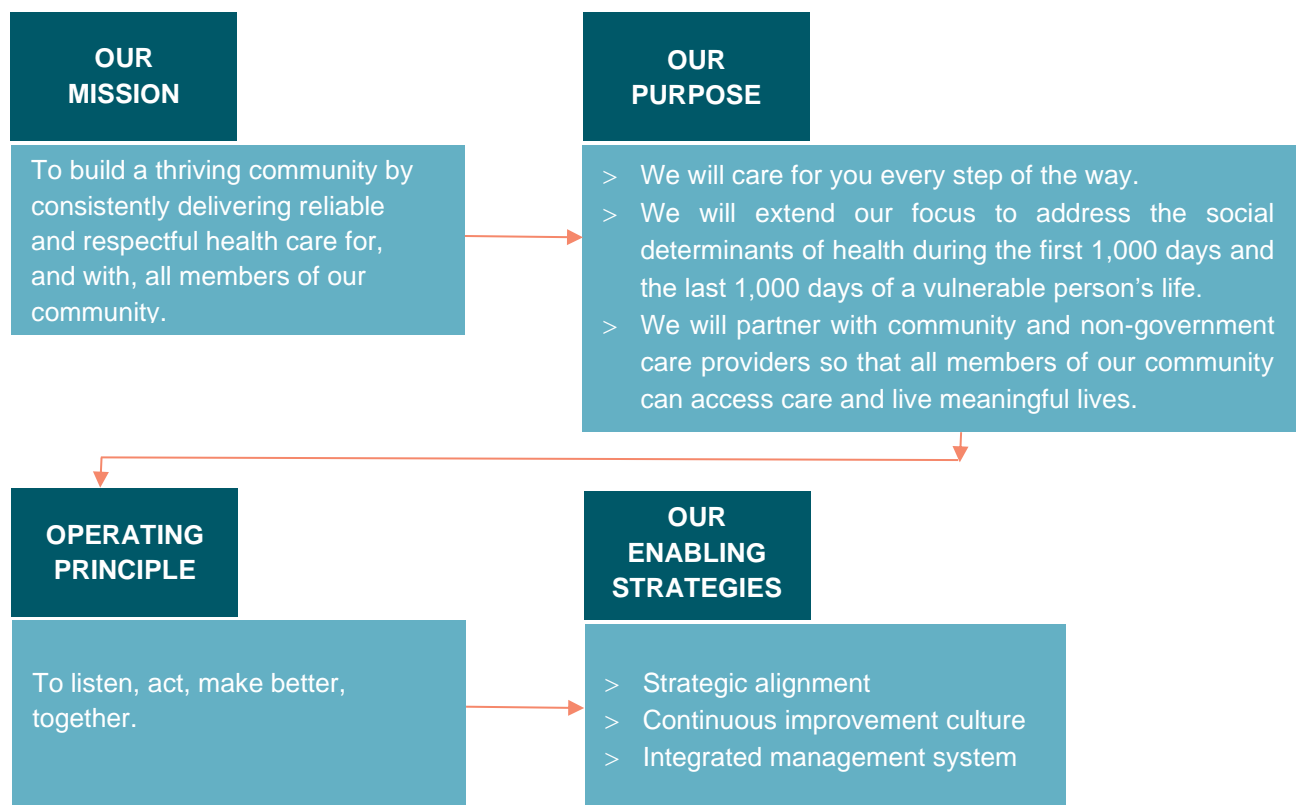 OUR
MISSION
To build a thriving community by
consistently delivering reliable
and respectful health care for,
and with, all members of our
community.
OUR
PURPOSE
> We will care for you every step of the way.
> We will extend our focus to address the social
determinants of health during the first 1,000 days and
the last 1,000 days of a vulnerable person’s life.
> We will partner with community and non-government
care providers so that all members of our community
can access care and live meaningful lives.
OPERATING
PRINCIPLE
To listen, act, make better,
together.
OUR
ENABLING
STRATEGIES
> Strategic alignment
> Continuous improvement culture
> Integrated management system